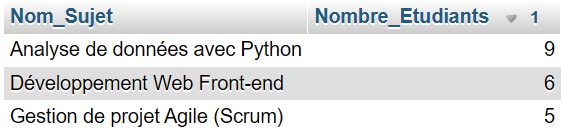 Nom_Sujet Nombre_Etudiants 1
Analyse de données avec Python 9
Développement Web Front-end 6
Gestion de projet Agile (Scrum) 5